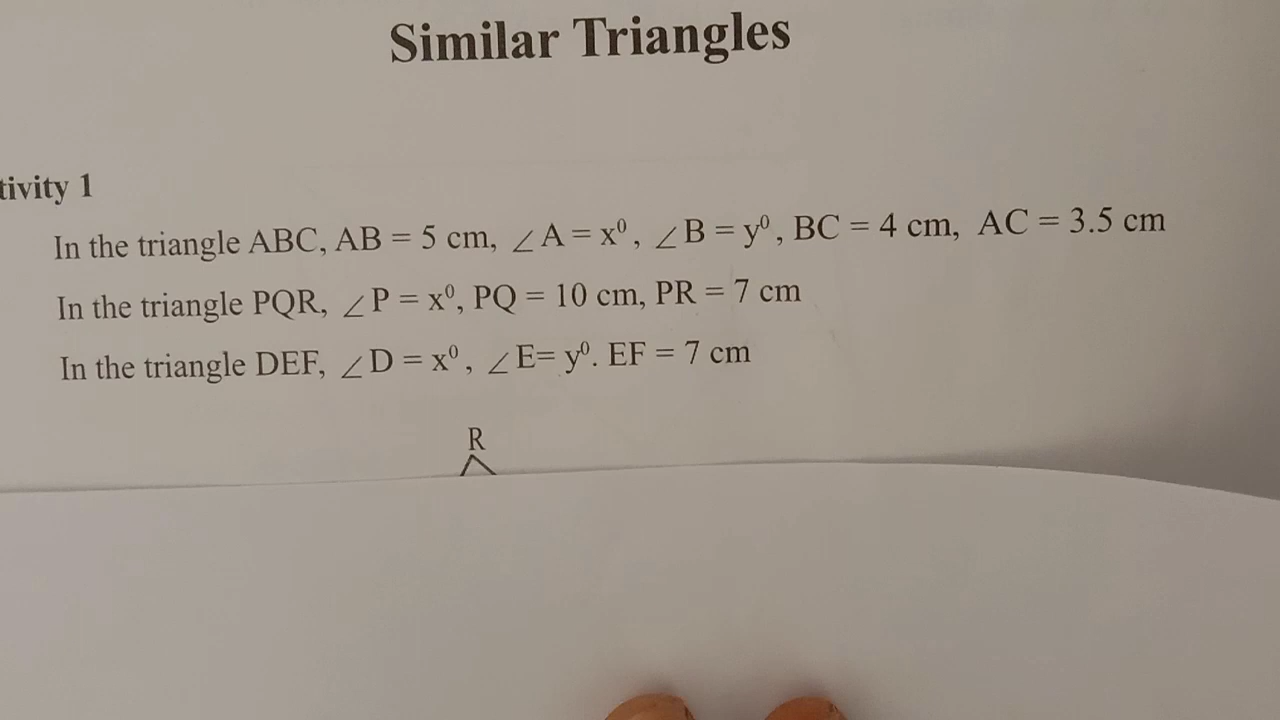 Similar Triangles
tivity 1
In the triangle ABC, AB = 5 cm, ∠A = x⁰, ∠B = y⁰, BC = 4 cm, AC = 3.5 cm
In the triangle PQR, ∠P = x⁰, PQ = 10 cm, PR = 7 cm
In the triangle DEF, ∠D = x⁰, ∠E= y⁰. EF = 7 cm
R